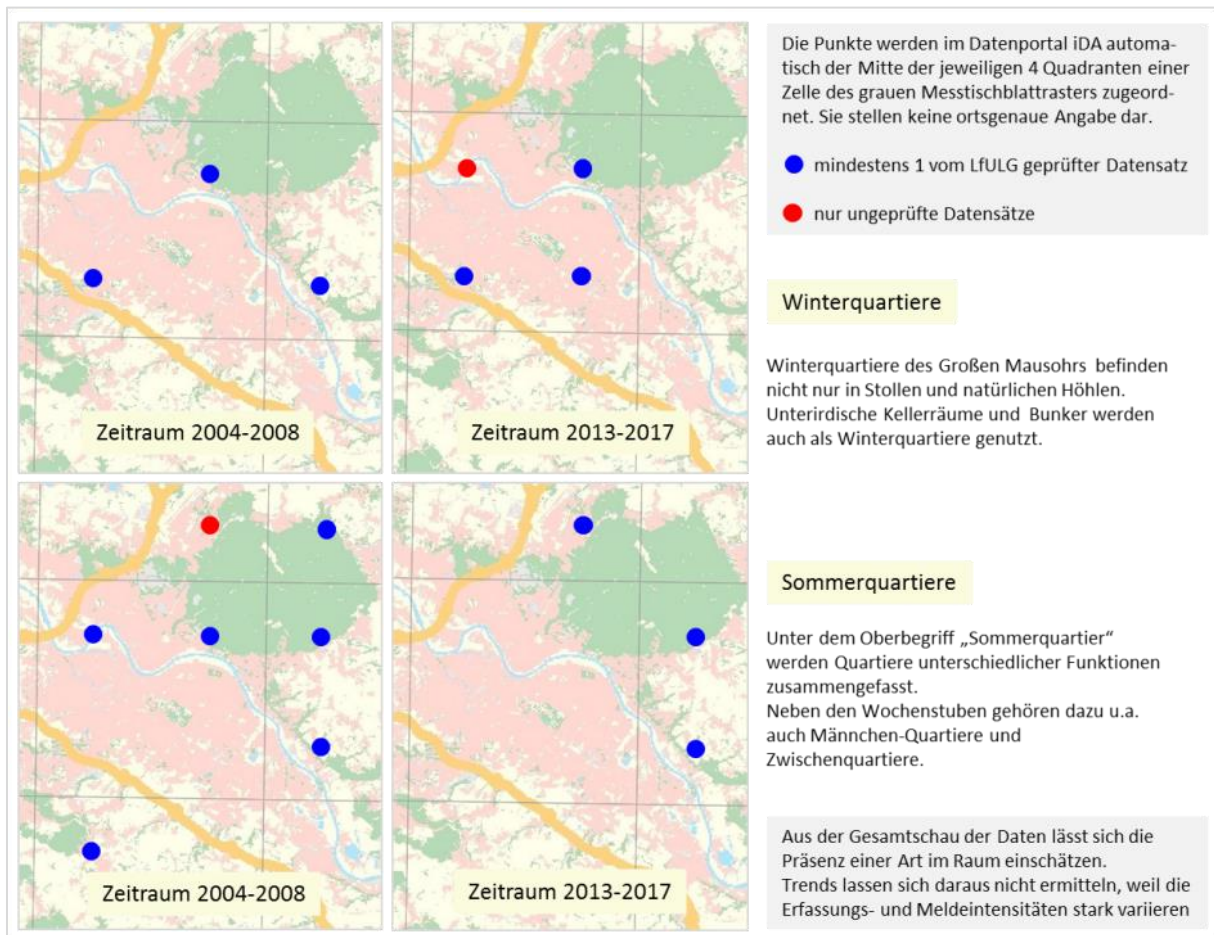 Die Punkte werden im Datenportal iDA automa-
tisch der Mitte der jeweiligen 4 Quadranten einer
Zelle des grauen Messtischblattrasters zugeord-
net. Sie stellen keine ortsgenaue Angabe dar.
mindestens 1 vom LfULG geprüfter Datensatz
nur ungeprüfte Datensätze
Winterquartiere
Winterquartiere des Großen Mausohrs befinden
nicht nur in Stollen und natürlichen Höhlen.
Unterirdische Kellerräume und Bunker werden
auch als Winterquartiere genutzt.
Zeitraum 2004-2008
Zeitraum 2013-2017
Sommerquartiere
Unter dem Oberbegriff „Sommerquartier“
werden Quartiere unterschiedlicher Funktionen
zusammengefasst.
Neben den Wochenstuben gehören dazu u.a.
auch Männchen-Quartiere und
Zwischenquartiere.
Zeitraum 2004-2008
Zeitraum 2013-2017
Aus der Gesamtschau der Daten lässt sich die
Präsenz einer Art im Raum einschätzen.
Trends lassen sich daraus nicht ermitteln, weil die
Erfassungs- und Meldeintensitäten stark variieren